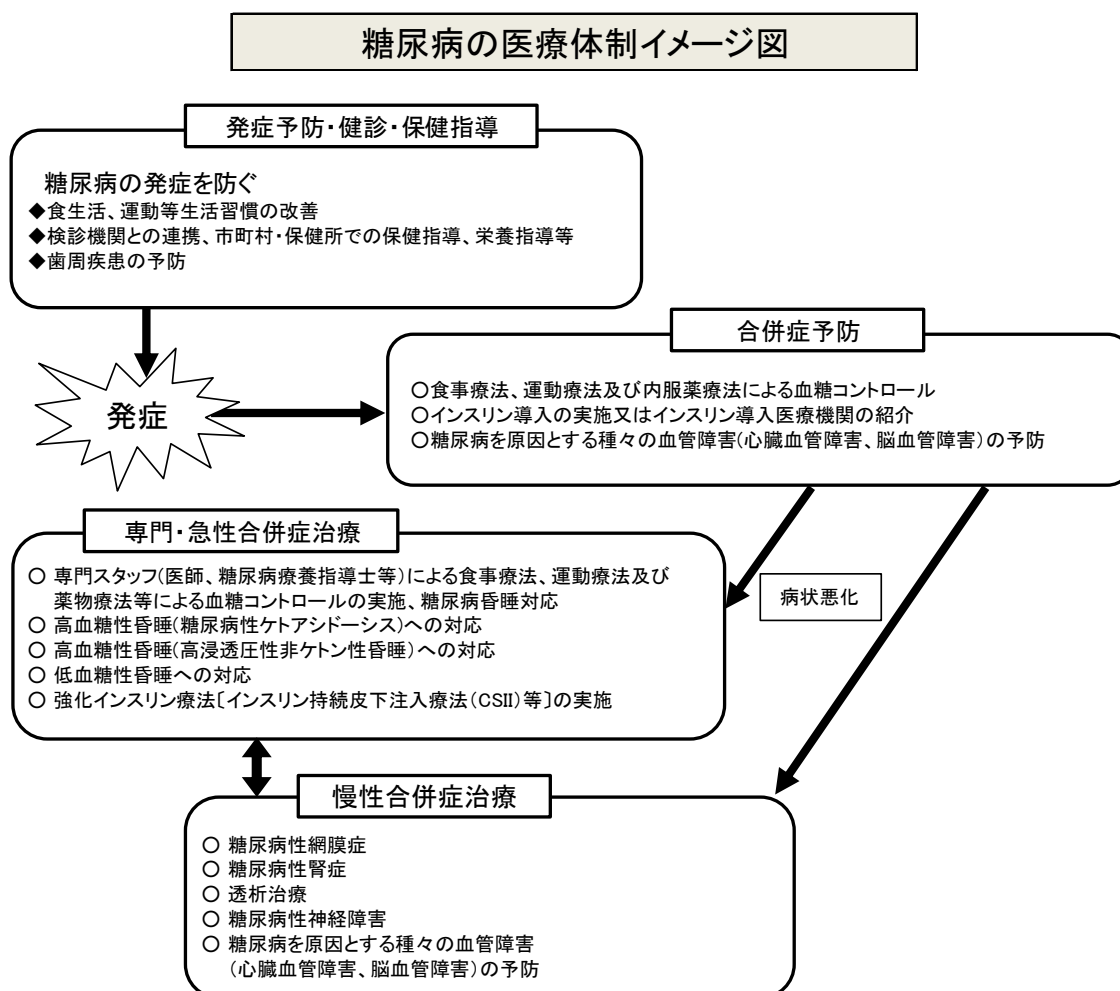 糖尿病の医療体制イメージ図
発症予防・健診・保健指導
糖尿病の発症を防ぐ
◆食生活、運動等生活習慣の改善
◆検診機関との連携、市町村・保健所での保健指導、栄養指導等
◆歯周疾患の予防
発症
合併症予防
○食事療法、運動療法及び内服薬療法による血糖コントロール
○インスリン導入の実施又はインスリン導入医療機関の紹介
○糖尿病を原因とする種々の血管障害(心臓血管障害、脳血管障害)の予防
病状悪化
専門・急性合併症治療
○ 専門スタッフ(医師、糖尿病療養指導士等)による食事療法、運動療法及び
薬物療法等による血糖コントロールの実施、糖尿病昏睡対応
○ 高血糖性昏睡(糖尿病性ケトアシドーシス)への対応
○ 高血糖性昏睡(高浸透圧性非ケトン性昏睡)への対応
○ 低血糖性昏睡への対応
○ 強化インスリン療法〔インスリン持続皮下注入療法(CSII)等〕の実施
慢性合併症治療
○ 糖尿病性網膜症
○ 糖尿病性腎症
○ 透析治療
○ 糖尿病性神経障害
○ 糖尿病を原因とする種々の血管障害
(心臓血管障害、脳血管障害)の予防